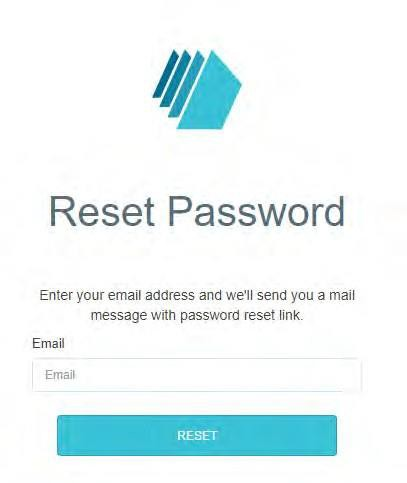 Reset Password
Enter your email address and we'll send you a mail
message with password reset link.
Email
Email
RESET